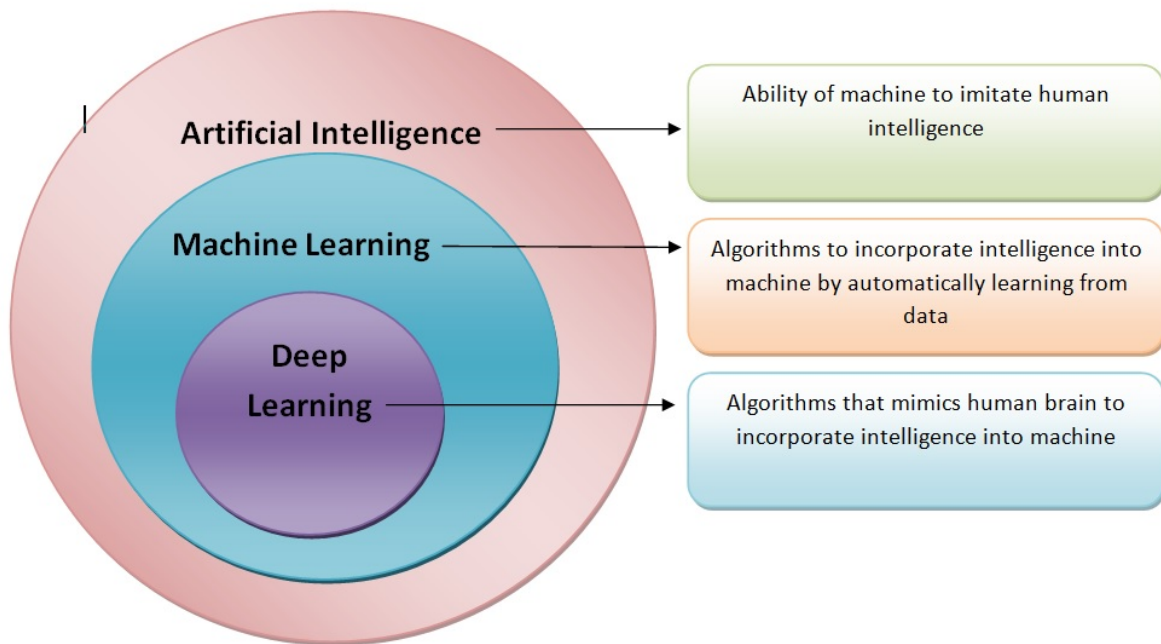 Artificial Intelligence
Ability of machine to imitate human
intelligence
Machine Learning
Algorithms to incorporate intelligence into
machine by automatically learning from
data
Deep
Learning
Algorithms that mimics human brain to
incorporate intelligence into machine